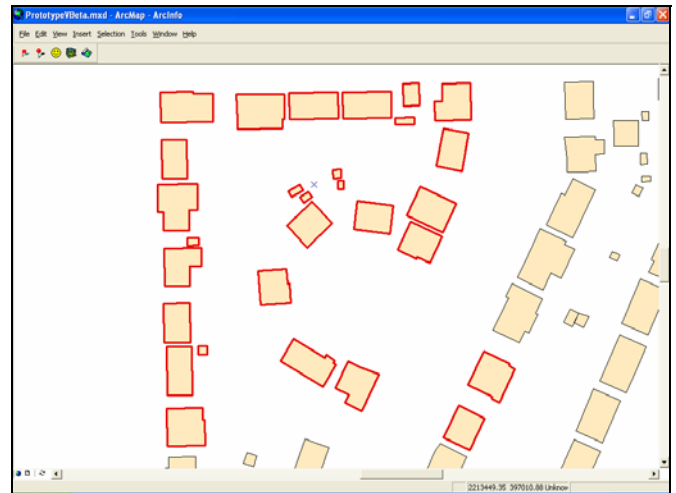 PrototypeVBeta.mxd - ArcMap - ArcInfo
File Edit View Insert Selection Tools Window Help
2213449.35 397010.88 Unknow